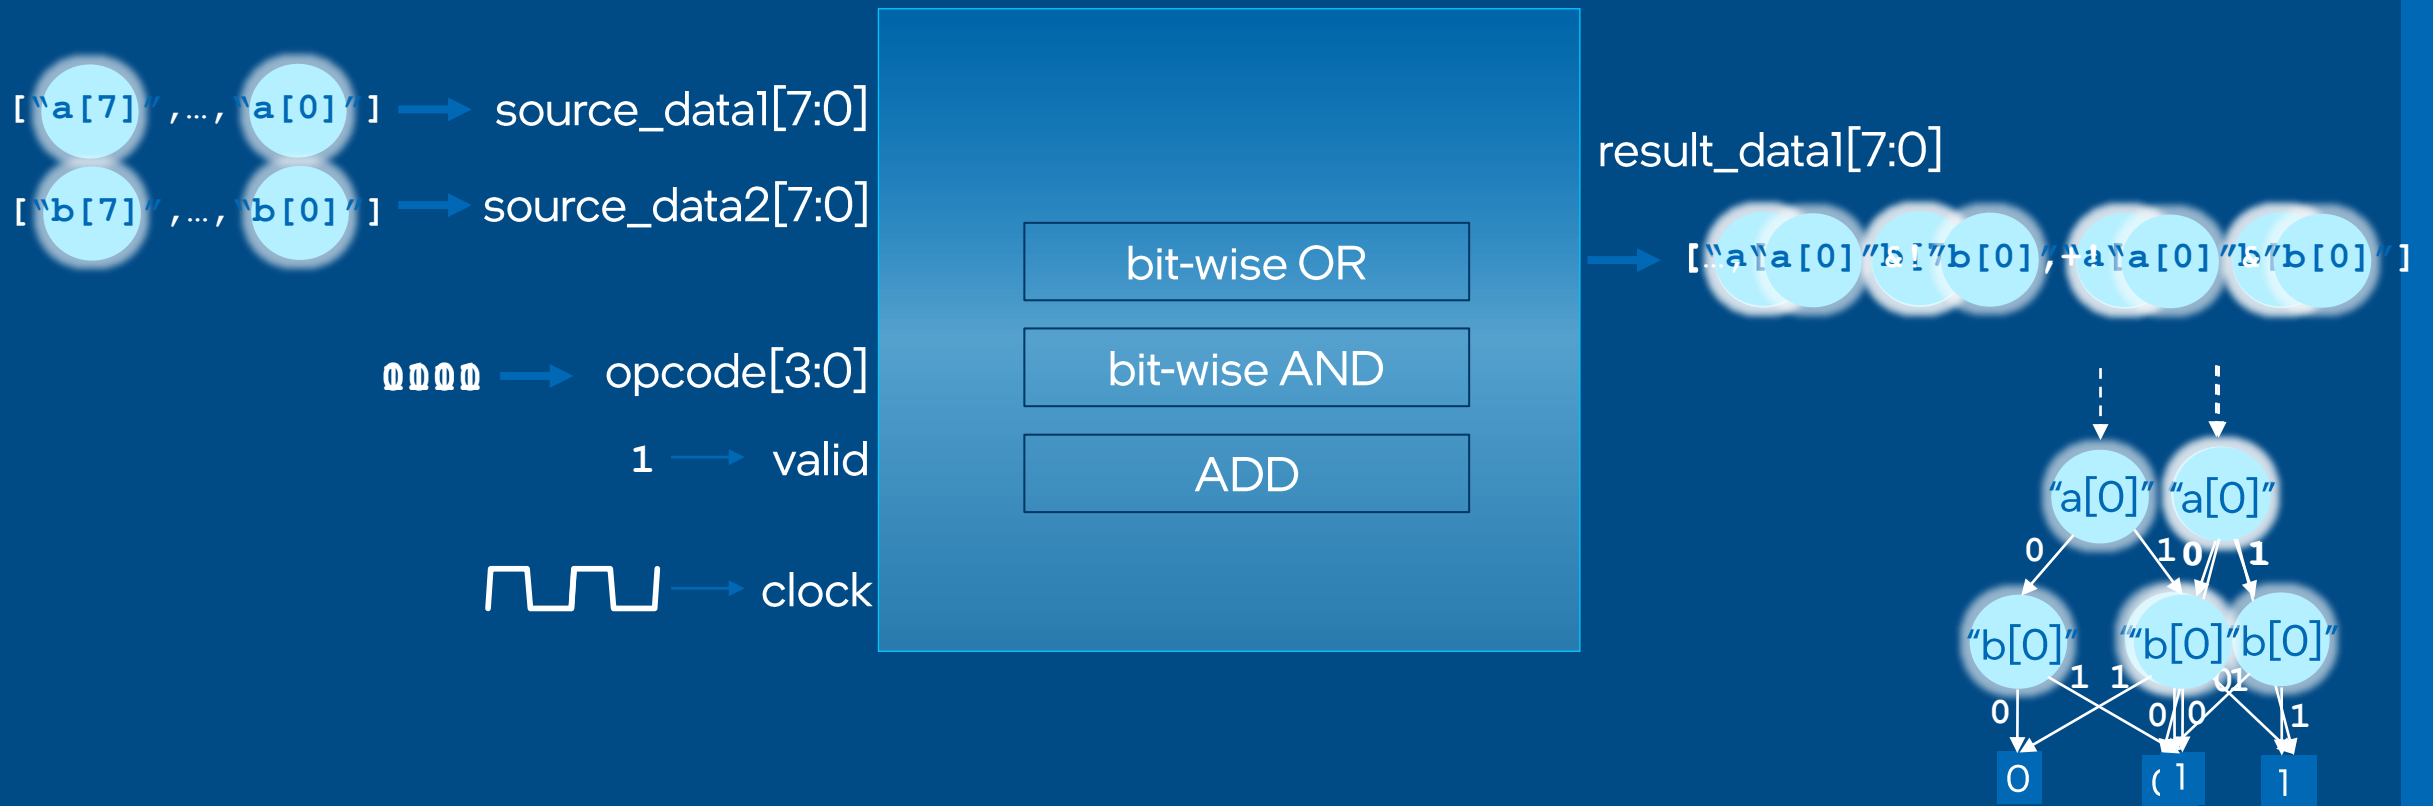 [“a[7]”,…,“a[0]”]
source_data1[7:0]
[“b[7]”,…,“b[0]”]
source_data2[7:0]
opcode[3:0]
1
valid
clock
bit-wise OR
bit-wise AND
ADD
result_data1[7:0]
“a[0]” “a[0]”
0 1 0 1
“b[0]” “b[0]” b[0]”
1 1 0 1
0 0 0 1
0 1 1